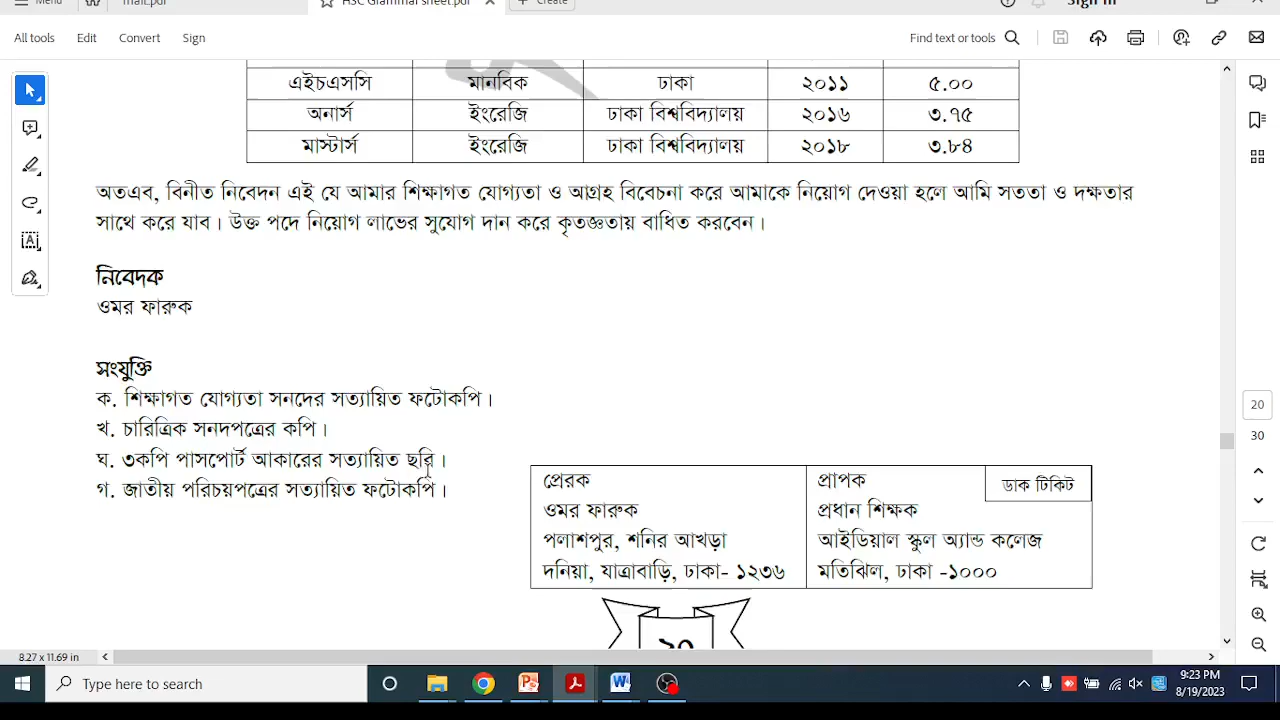 Menu
mail.pdf
HSC Grammar sheet.pdf
Create
Sign in
All tools Edit Convert Sign
Find text or tools
এইচএসসি মানবিক ঢাকা ২০১১ ৫.০০
অনার্স ইংরেজি ঢাকা বিশ্ববিদ্যালয় ২০১৬ ৩.৭৫
মাস্টার্স ইংরেজি ঢাকা বিশ্ববিদ্যালয় ২০১৮ ৩.৮৪
অতএব, বিনীত নিবেদন এই যে আমার শিক্ষাগত যোগ্যতা ও আগ্রহ বিবেচনা করে আমাকে নিয়োগ দেওয়া হলে আমি সততা ও দক্ষতার
সাথে করে যাব। উক্ত পদে নিয়োগ লাভের সুযোগ দান করে কৃতজ্ঞতায় বাধিত করবেন।
নিবেদক
ওমর ফারুক
সংযুক্তি
ক. শিক্ষাগত যোগ্যতা সনদের সত্যায়িত ফটোকপি।
খ. চারিত্রিক সনদপত্রের কপি।
ঘ. ৩কপি পাসপোর্ট আকারের সত্যায়িত ছবি।
গ. জাতীয় পরিচয়পত্রের সত্যায়িত ফটোকপি।
প্রেরক
ওমর ফারুক
পলাশপুর, শনির আখড়া
দনিয়া, যাত্রাবাড়ি, ঢাকা- ১২৩৬
প্রাপক
ডাক টিকিট
প্রধান শিক্ষক
আইডিয়াল স্কুল অ্যান্ড কলেজ
মতিঝিল, ঢাকা -১০০০
২০
20
30
8.27 x 11.69 in
Type here to search
9:23 PM
8/19/2023